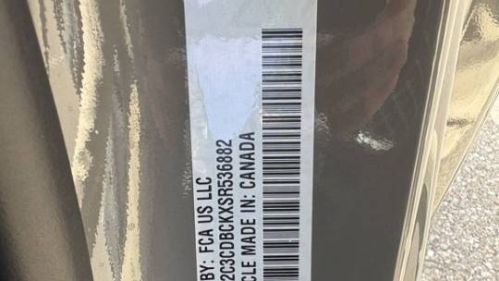 BY: FCA US LLC
2C3CDBCKXSR536882
CLE MADE IN: CANADA